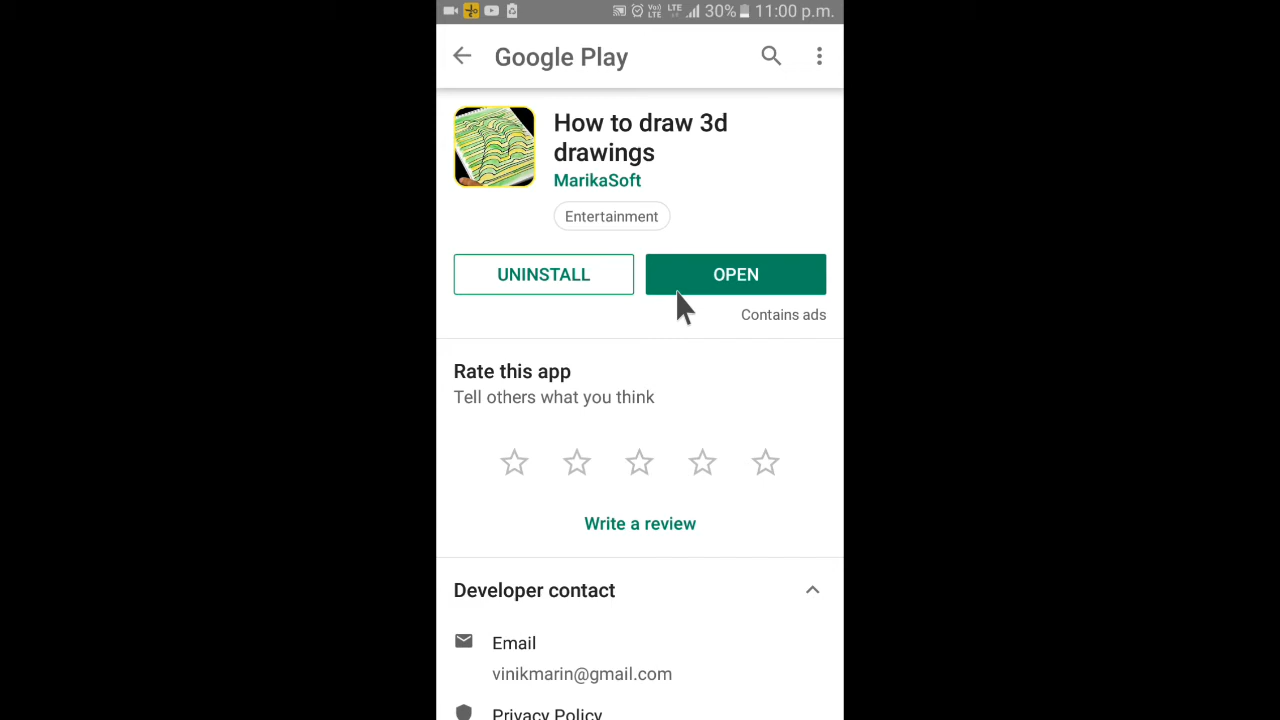 30% 11:00 p.m.
Google Play
How to draw 3d
drawings
MarikaSoft
Entertainment
UNINSTALL
OPEN
Contains ads
Rate this app
Tell others what you think
Write a review
Developer contact
Email
vinikmarin@gmail.com
Privacy Policy